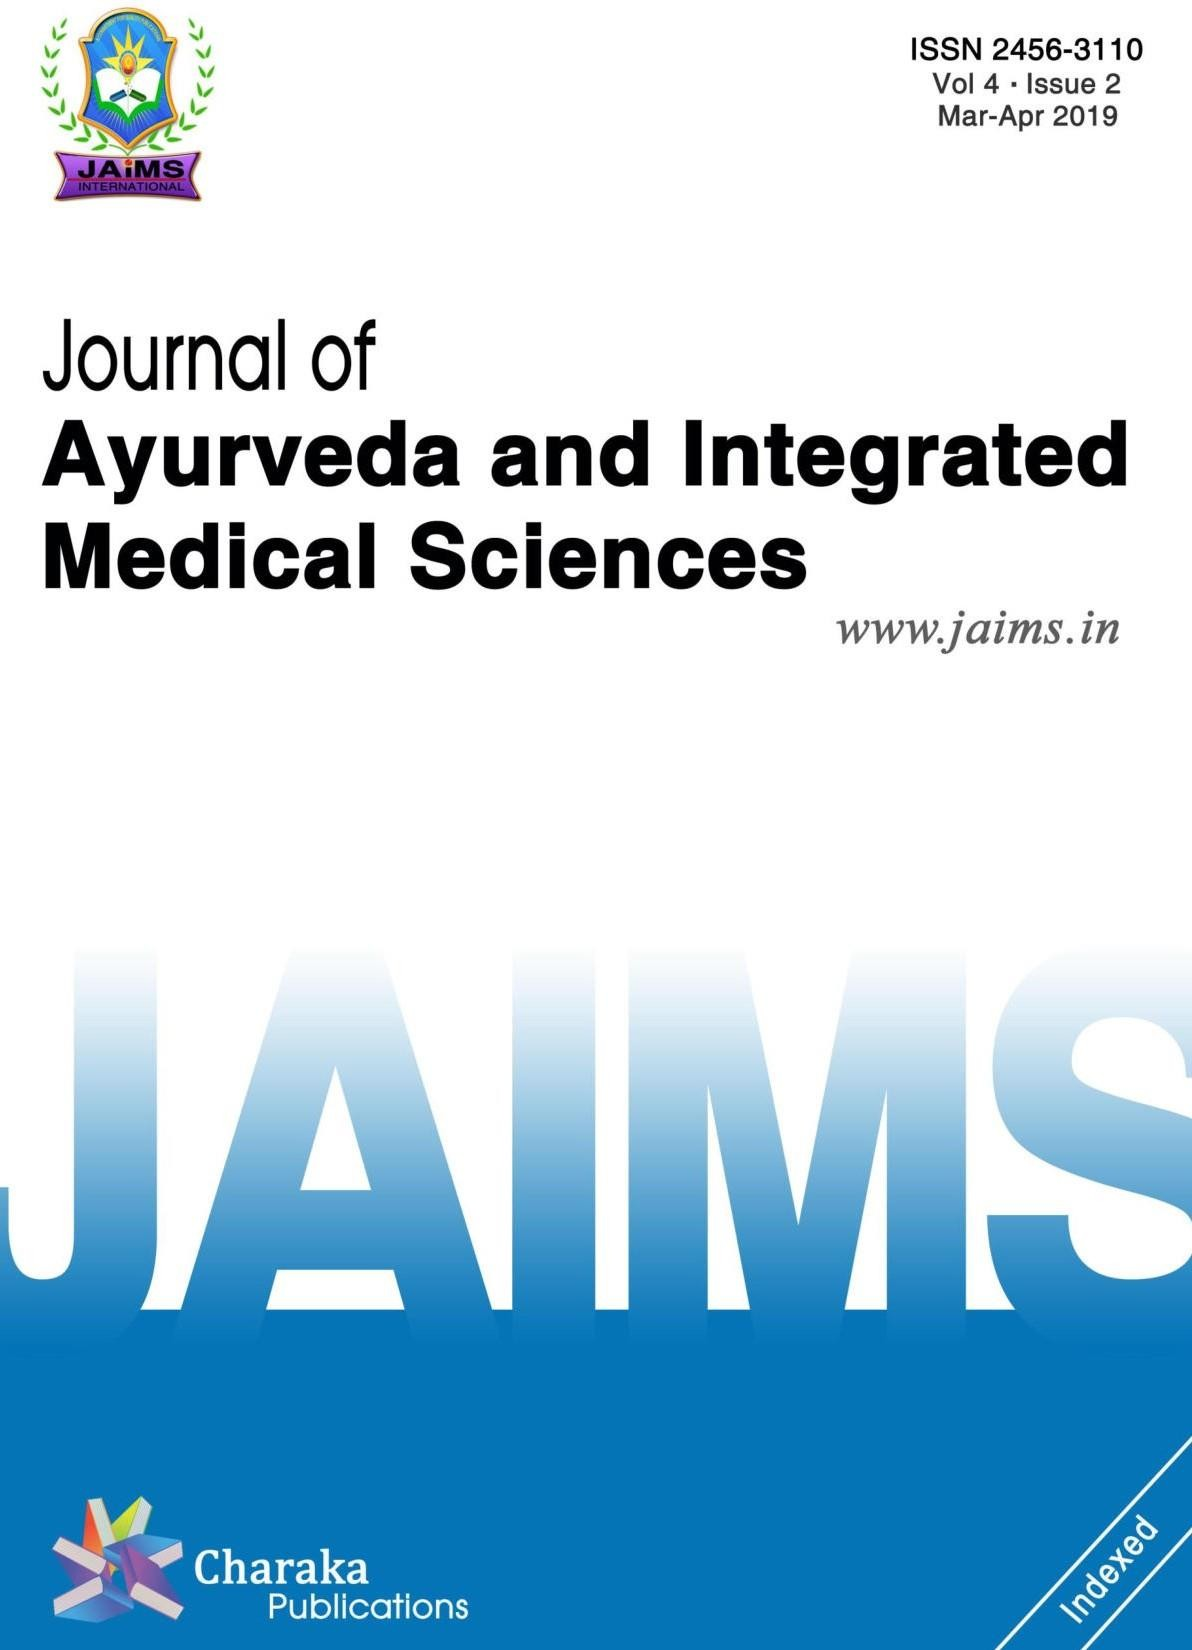 JAiMS
INTERNATIONAL
ISSN 2456-3110
Vol 4 · Issue 2
Mar-Apr 2019
Journal of
Ayurveda and Integrated
Medical Sciences
www.jaims.in
JAIMS
Charaka
Publications
Indexed